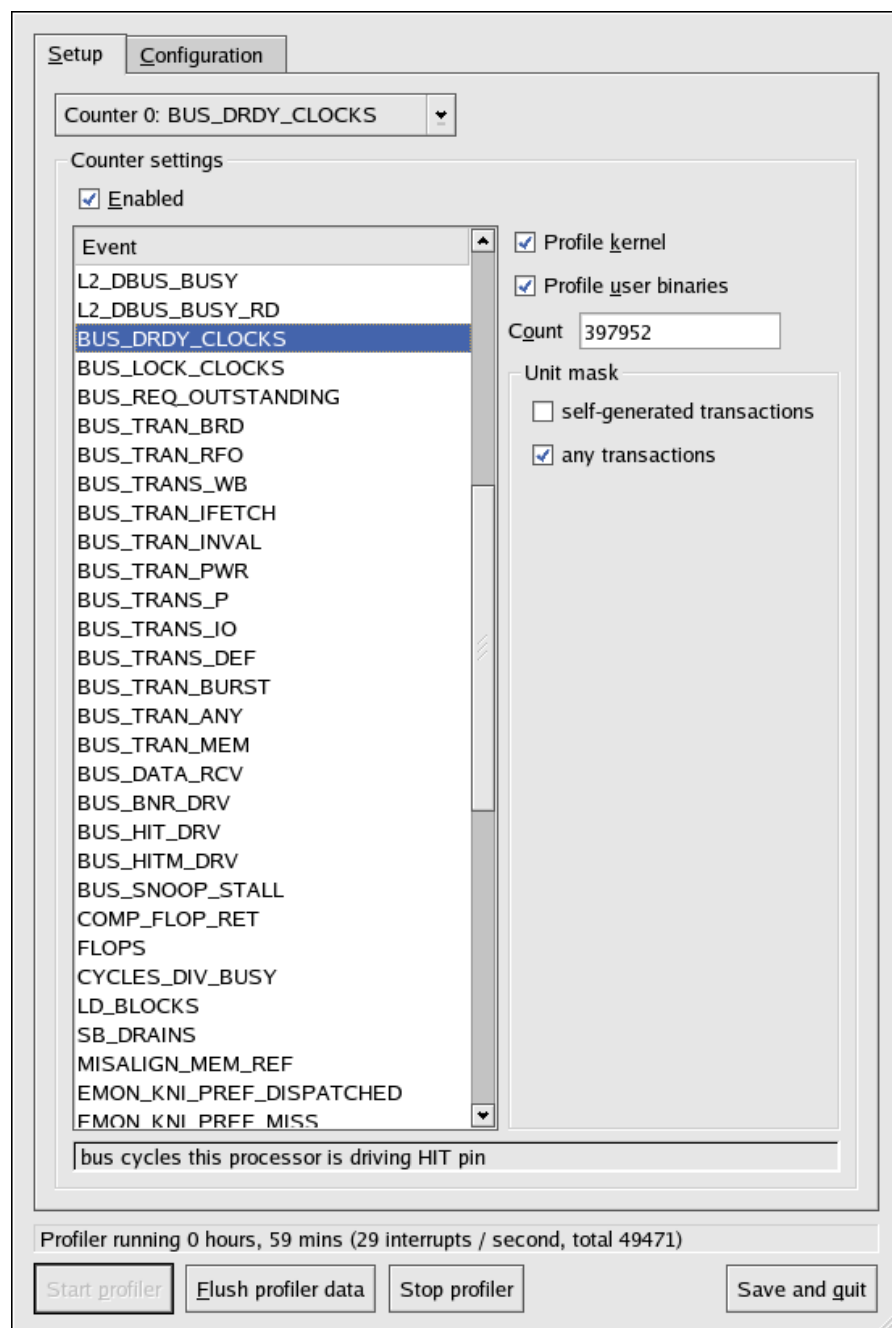 Setup
Configuration
Counter 0: BUS_DRDY_CLOCKS
Counter settings
Enabled
Event
L2_DBUS_BUSY
L2_DBUS_BUSY_RD
BUS_DRDY_CLOCKS
BUS_LOCK_CLOCKS
BUS_REQ_OUTSTANDING
BUS_TRAN_BRD
BUS_TRAN_RFO
BUS_TRANS_WB
BUS_TRAN_IFETCH
BUS_TRAN_INVAL
BUS_TRAN_PWR
BUS_TRANS_P
BUS_TRANS_IO
BUS_TRANS_DEF
BUS_TRAN_BURST
BUS_TRAN_ANY
BUS_TRAN_MEM
BUS_DATA_RCV
BUS_BNR_DRV
BUS_HIT_DRV
BUS_HITM_DRV
BUS_SNOOP_STALL
COMP_FLOP_RET
FLOPS
CYCLES_DIV_BUSY
LD_BLOCKS
SB_DRAINS
MISALIGN_MEM_REF
EMON_KNI_PREF_DISPATCHED
EMON_KNI_PREF_MISS
Profile kernel
Profile user binaries
Count 397952
Unit mask
self-generated transactions
any transactions
bus cycles this processor is driving HIT pin
Profiler running 0 hours, 59 mins (29 interrupts / second, total 49471)
Start profiler
Flush profiler data
Stop profiler
Save and quit